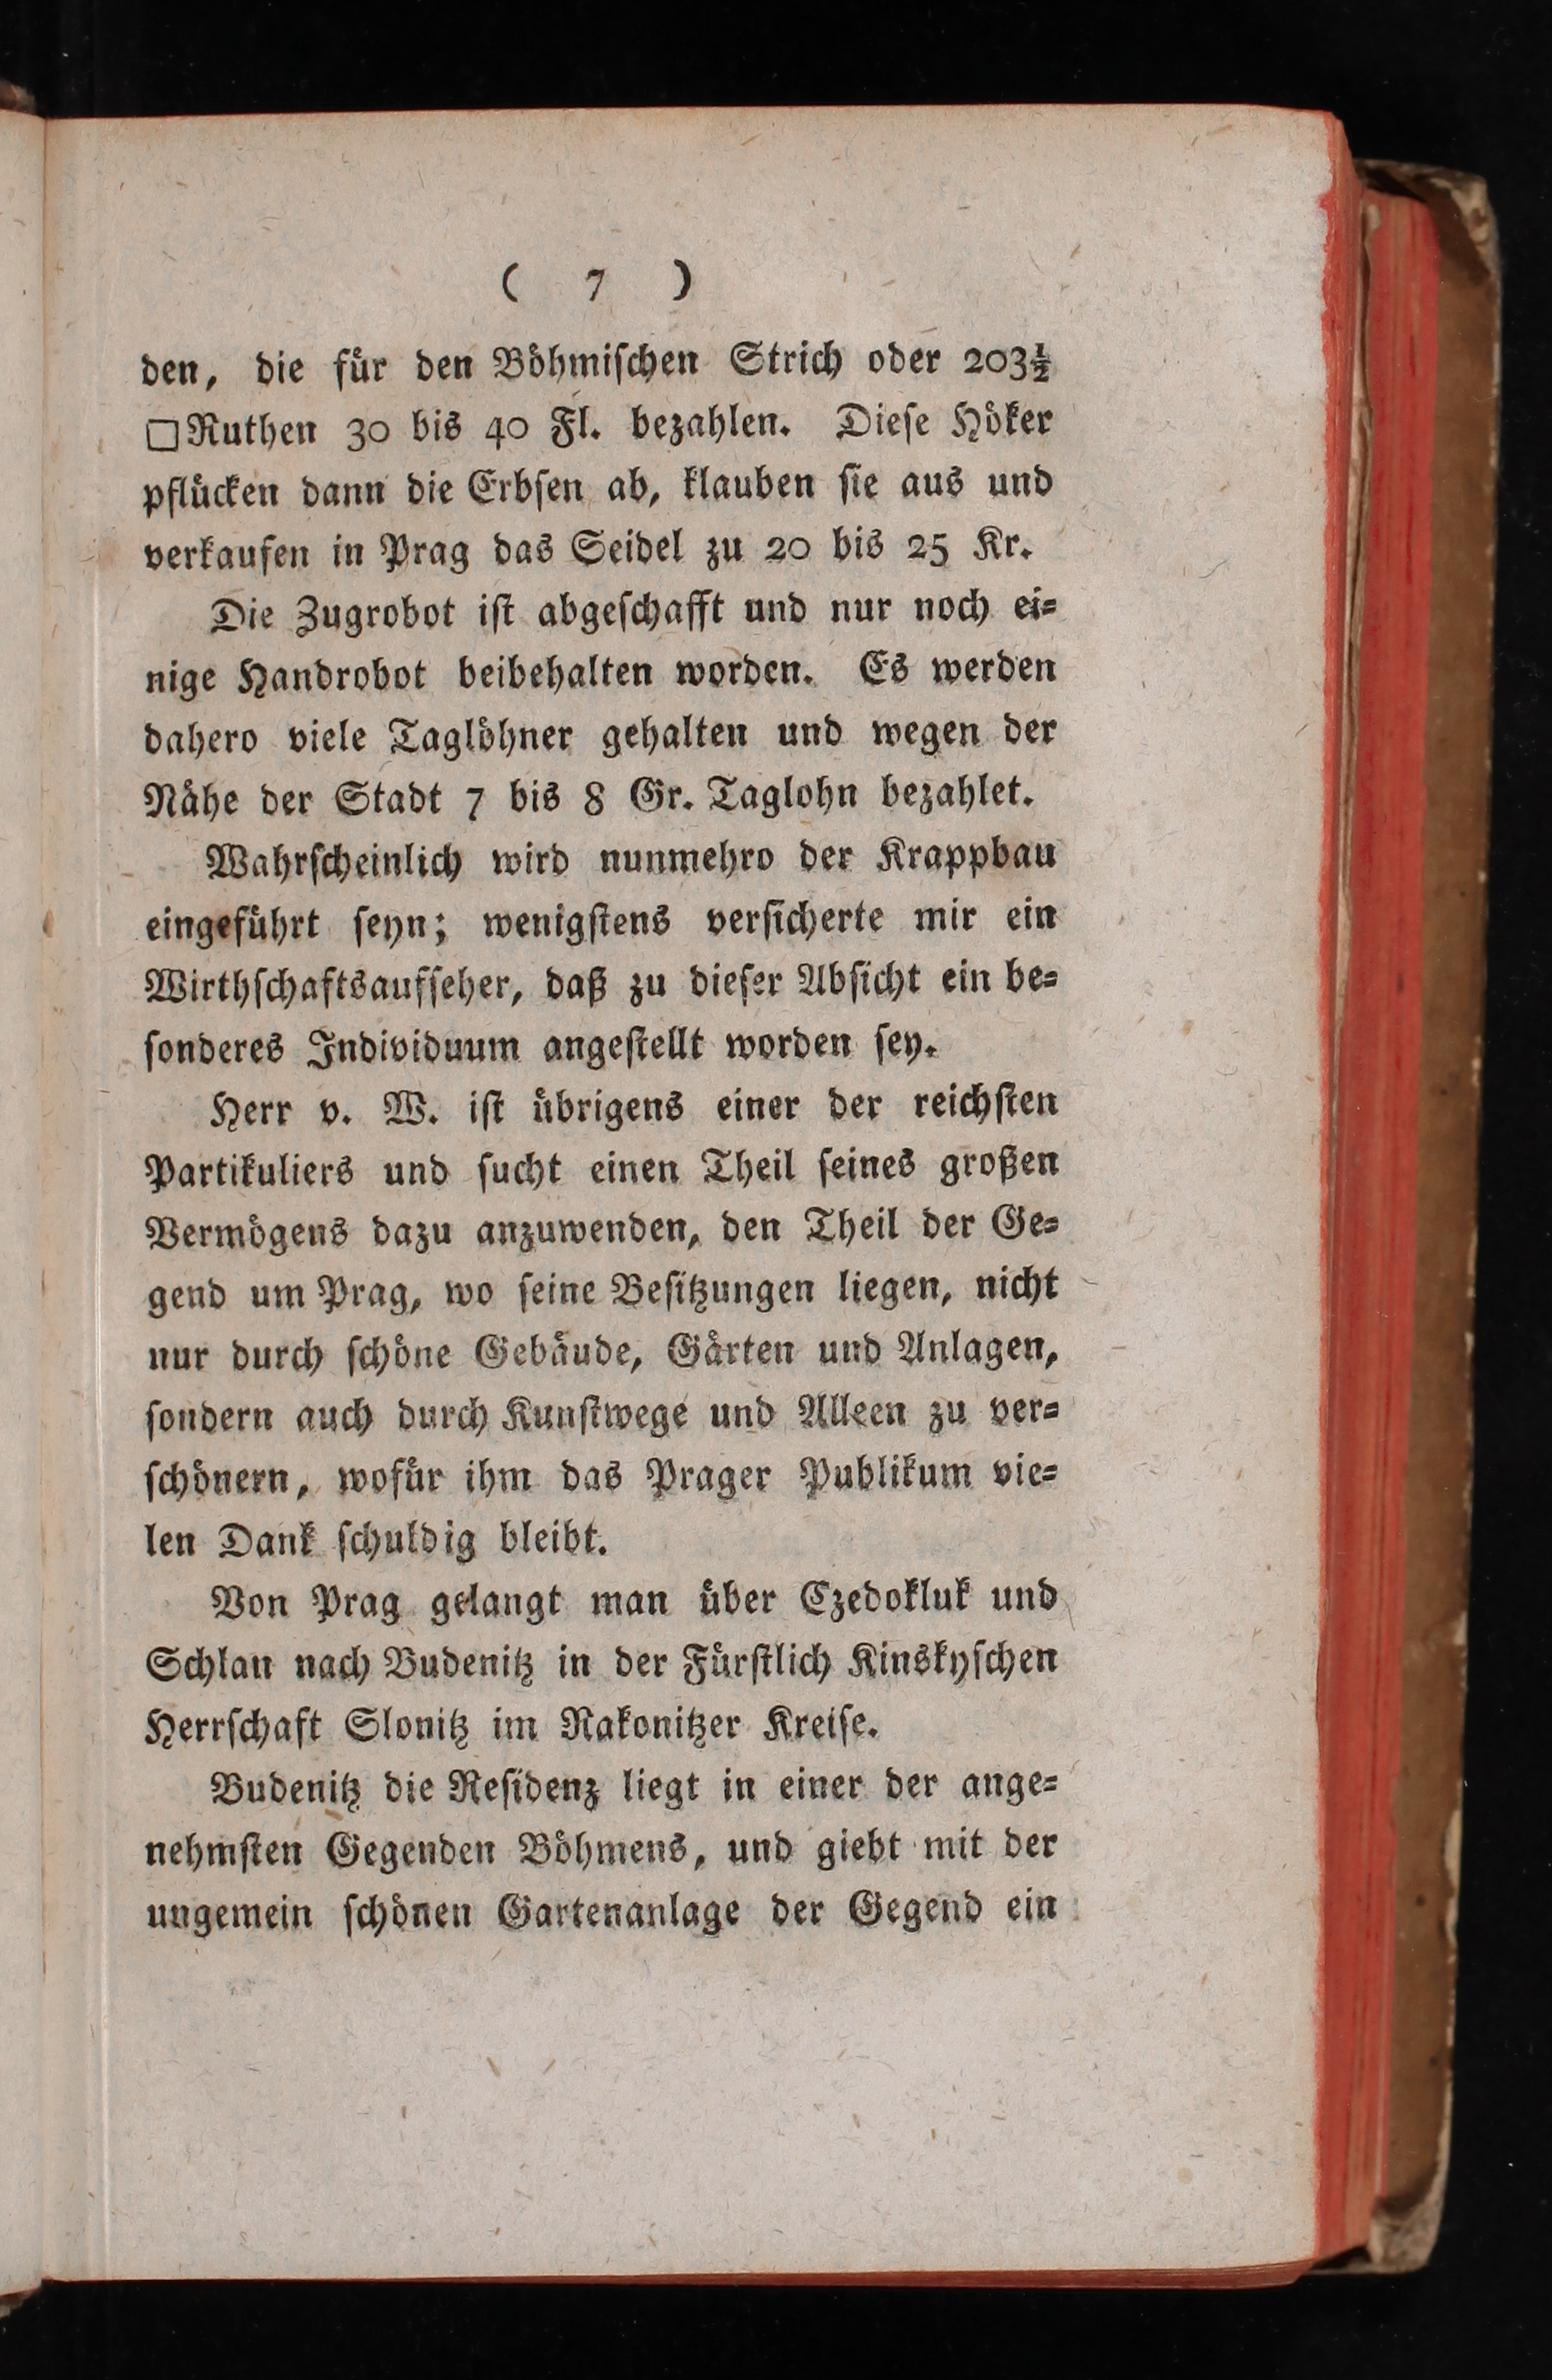 ( 7 )
den, die für den Böhmiſchen Strich oder 203½
□Ruthen 30 bis 40 Fl. bezahlen. Dieſe Höker
pflücken dann die Erbſen ab, klauben ſie aus und
verkaufen in Prag das Seidel zu 20 bis 25 Kr.
Die Zugrobot iſt abgeſchafft und nur noch ei⸗
nige Handrobot beibehalten worden. Es werden
dahero viele Taglöhner gehalten und wegen der
Nähe der Stadt 7 bis 8 Gr. Taglohn bezahlet.
Wahrſcheinlich wird nunmehro der Krappbau
eingeführt ſeyn; wenigſtens verſicherte mir ein
Wirthſchaftsaufſeher, daß zu dieſer Abſicht ein be⸗
ſonderes Individuum angeſtellt worden ſey.
Herr v. W. iſt übrigens einer der reichſten
Partikuliers und ſucht einen Theil ſeines großen
Vermögens dazu anzuwenden, den Theil der Ge⸗
gend um Prag, wo ſeine Beſitzungen liegen, nicht
nur durch ſchöne Gebäude, Gärten und Anlagen,
ſondern auch durch Kunſtwege und Alleen zu ver⸗
ſchönern, wofür ihm das Prager Publikum vie⸗
len Dank ſchuldig bleibt.
Von Prag gelangt man über Czedokluk und
Schlan nach Budenitz in der Fürſtlich Kinskyſchen
Herrſchaft Slonitz im Rakonitzer Kreiſe.
Budenitz die Reſidenz liegt in einer der ange⸗
nehmſten Gegenden Böhmens, und giebt mit der
ungemein ſchönen Gartenanlage der Gegend ein